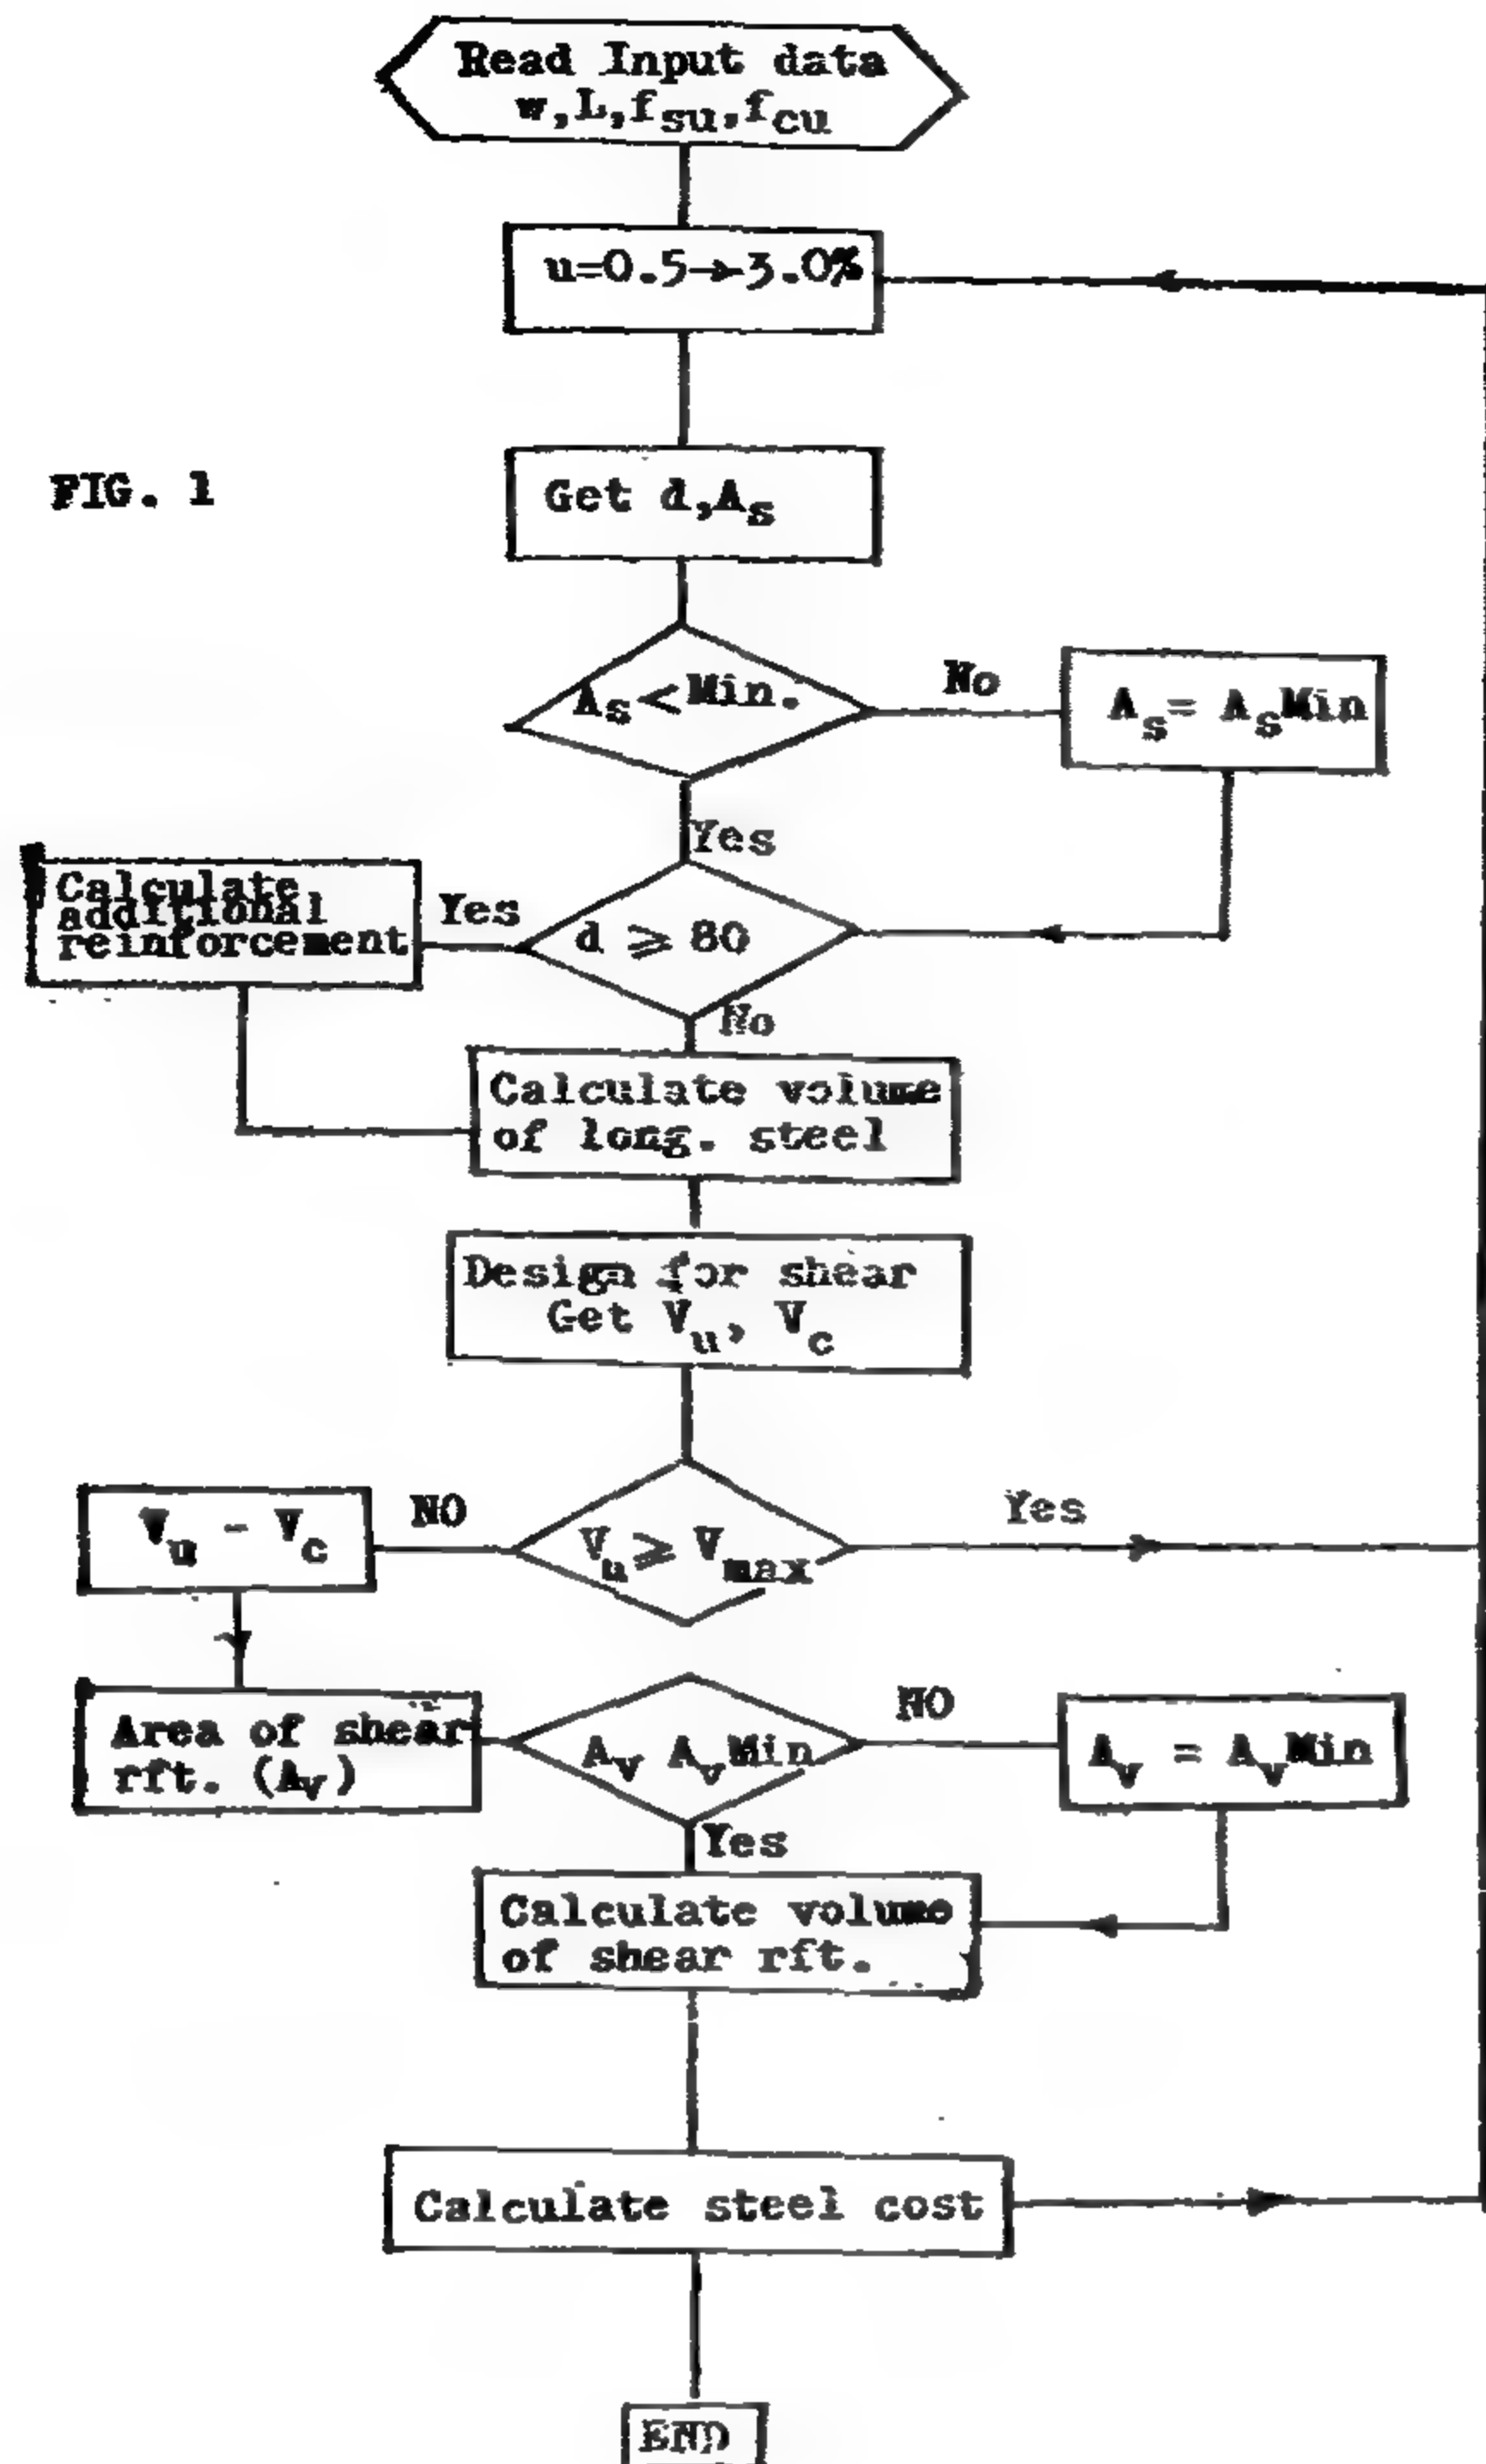 Read Input data
w,L,fsu,fcu
u=0.5→3.0%
FIG. 1
Get d,As
As<Min.
No
As= AsMin
Yes
Calculate
additional
reinforcement
Yes
d ⩾ 80
No
Calculate volume
of long. steel
Design for shear
Get Vu, Vc
Vu - Vc
NO
Vu⩾ Vmax
Yes
Area of shear
rft. (Av)
Av AvMin
NO
Av = AvMin
Yes
Calculate volume
of shear rft.
Calculate steel cost
END